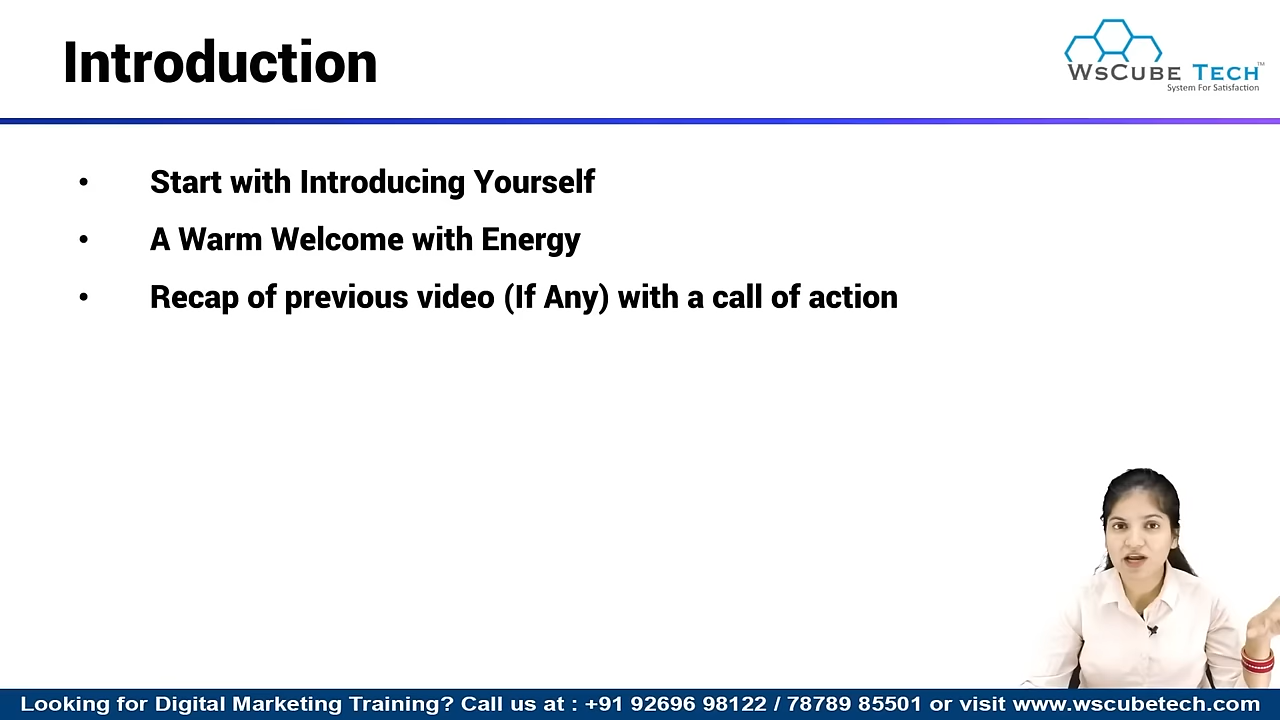 Introduction
WsCube Tech™
System For Satisfaction
• Start with Introducing Yourself
• A Warm Welcome with Energy
• Recap of previous video (If Any) with a call of action
Looking for Digital Marketing Training? Call us at : +91 92696 98122 / 78789 85501 or visit www.wscubetech.com